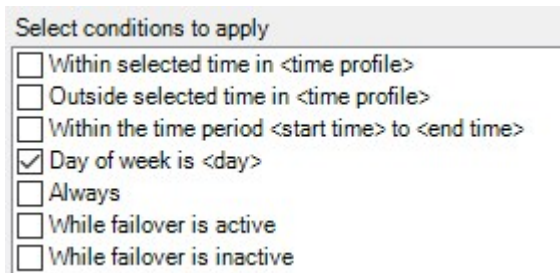 Select conditions to apply
Within selected time in <time profile>
Outside selected time in <time profile>
Within the time period <start time> to <end time>
Day of week is <day>
Always
While failover is active
While failover is inactive